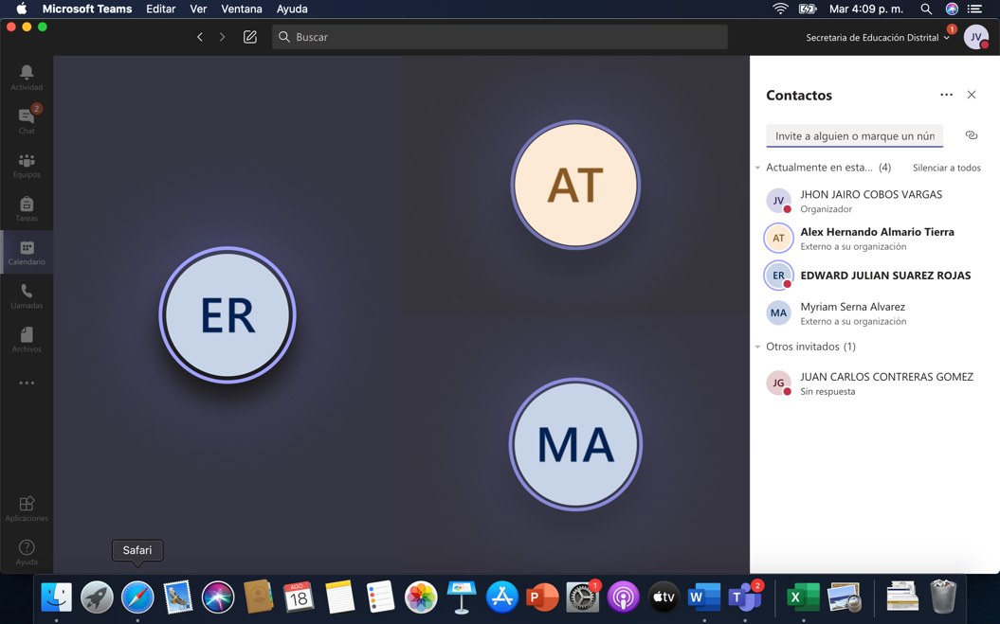 Microsoft Teams Editar Ver Ventana Ayuda
Mar 4:09 p. m.
Buscar
Secretaria de Educación Distrital
1
JV
Actividad
2
Chat
Equipos
Tareas
Calendario
Llamadas
Archivos
Aplicaciones
Ayuda
ER
AT
MA
Contactos
Invite a alguien o marque un nún
Actualmente en esta... (4) Silenciar a todos
JV JHON JAIRO COBOS VARGAS
Organizador
AT Alex Hernando Almario Tierra
Externo a su organización
ER EDWARD JULIAN SUAREZ ROJAS
MA Myriam Serna Alvarez
Externo a su organización
Otros invitados (1)
JG JUAN CARLOS CONTRERAS GOMEZ
Sin respuesta
Safari
AGO
18
P
1
tv
W
T
2
X